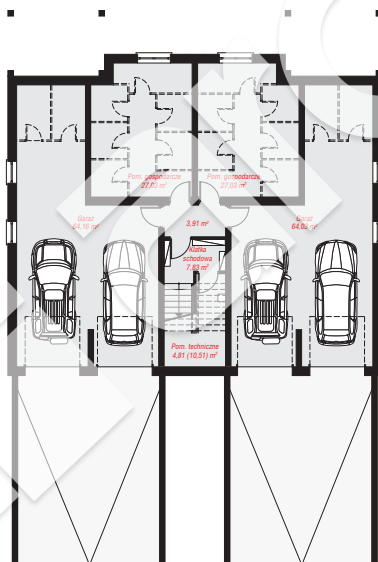 Pom. gospodarcze
27,03 m²
Pom. gospodarcze
27,03 m²
Garaż
64,16 m²
3,91 m²
Garaż
64,03 m²
Klatka
schodowa
7,83 m²
Pom. techniczne
4,81 (10,51) m²